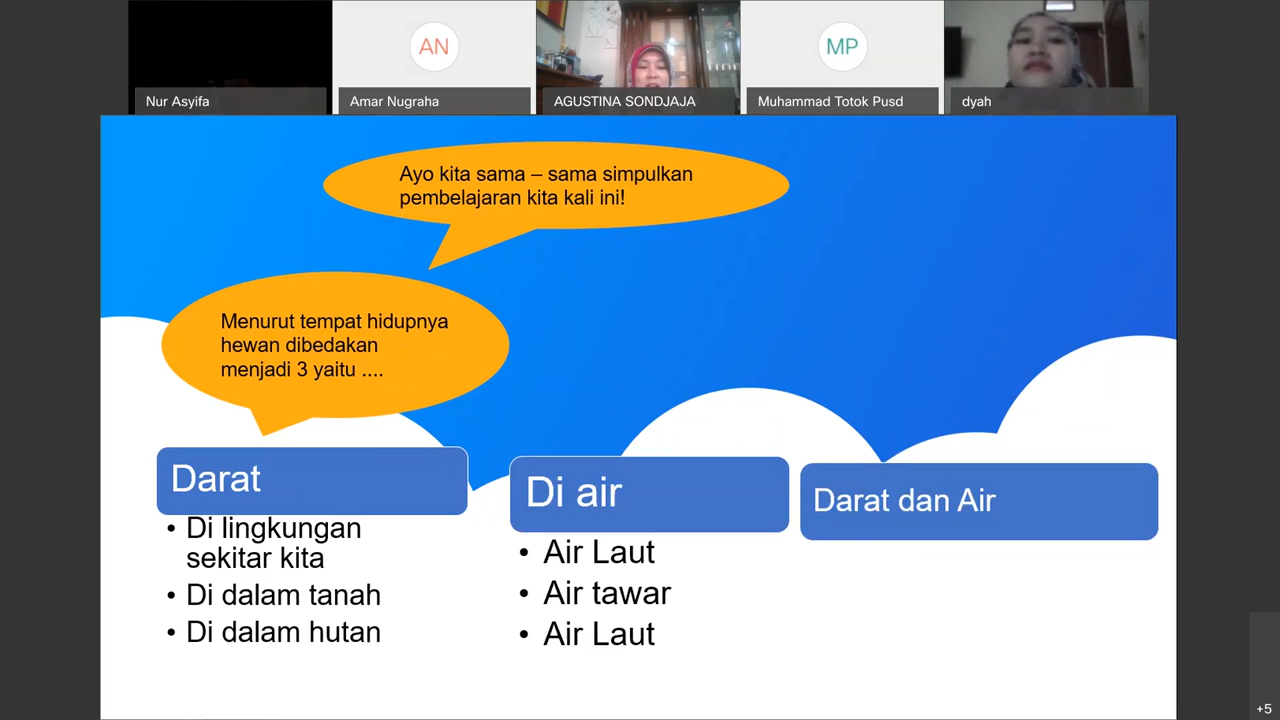 Nur Asyifa
AN
Amar Nugraha
AGUSTINA SONDJAJA
MP
Muhammad Totok Pusd
dyah
Ayo kita sama – sama simpulkan
pembelajaran kita kali ini!
Menurut tempat hidupnya
hewan dibedakan
menjadi 3 yaitu ....
Darat
• Di lingkungan
sekitar kita
• Di dalam tanah
• Di dalam hutan
Di air
• Air Laut
• Air tawar
• Air Laut
Darat dan Air
+5